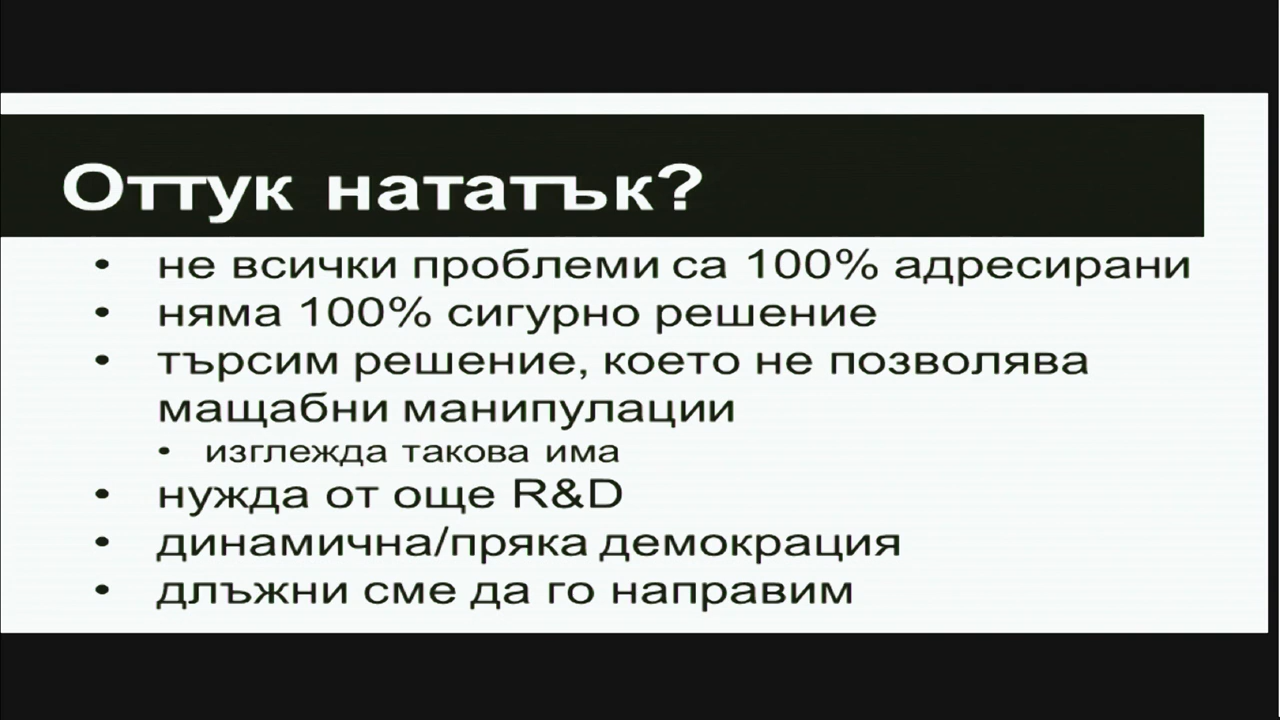 Оттук нататък?
• не всички проблеми са 100% адресирани
• няма 100% сигурно решение
• търсим решение, което не позволява
мащабни манипулации
• изглежда такова има
• нужда от още R&D
• динамична/пряка демокрация
• длъжни сме да го направим